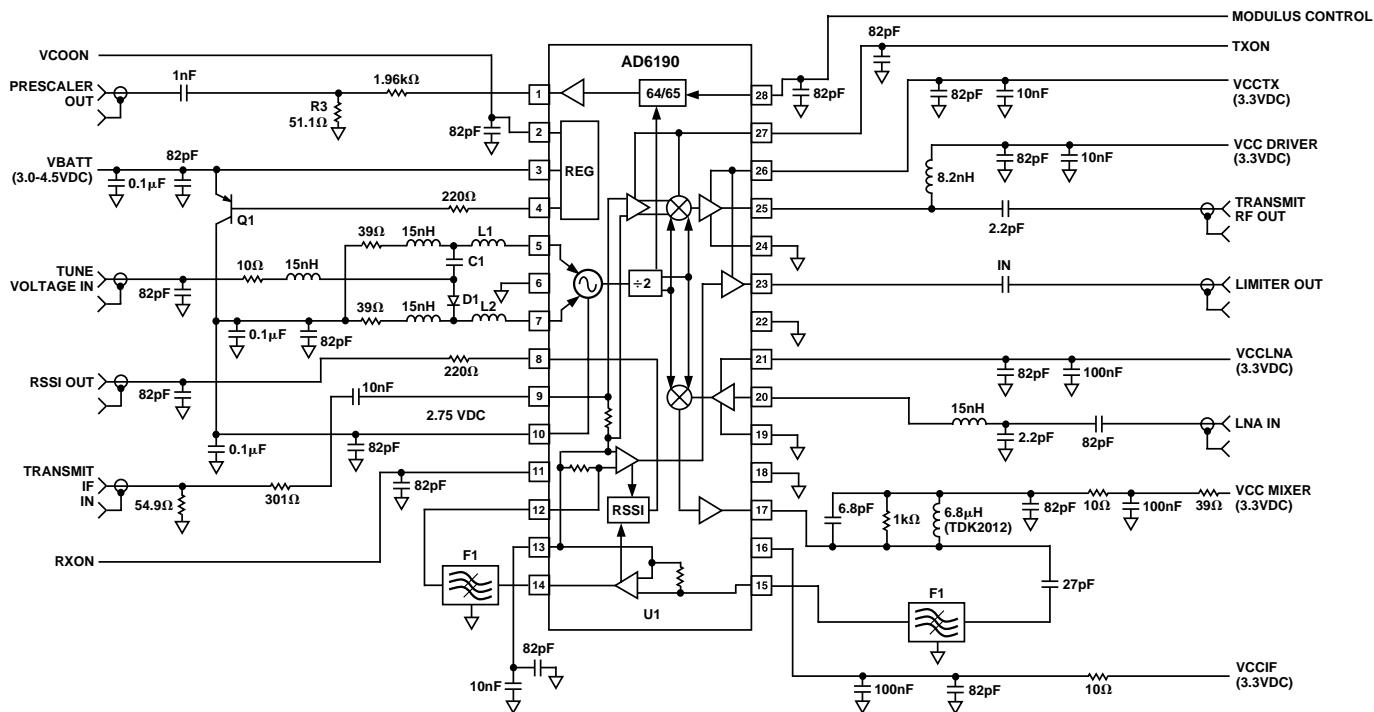 MODULUS CONTROL
82pF
VCOON
TXON
AD6190
1nF
1.96kΩ
PRESCALER
OUT
VCCTX
(3.3VDC)
1
64/65
28
82pF
82pF
10nF
R3
51.1Ω
82pF
2
27
VBATT
(3.0-4.5VDC)
82pF
0.1µF
REG
3
26
VCC DRIVER
(3.3VDC)
82pF
10nF
8.2nH
Q1
220Ω
4
25
TRANSMIT
RF OUT
2.2pF
39Ω
15nH
L1
5
24
C1
TUNE
VOLTAGE IN
10Ω
15nH
82pF
6
÷2
23
IN
LIMITER OUT
D1
39Ω
15nH
L2
7
22
0.1µF
82pF
8
21
VCCLNA
(3.3VDC)
RSSI OUT
82pF
220Ω
82pF
100nF
10nF
9
20
15nH
2.2pF
82pF
LNA IN
2.75 VDC
10
19
0.1µF
82pF
TRANSMIT
IF
IN
54.9Ω
301Ω
11
18
82pF
12
RSSI
17
6.8pF
1kΩ
6.8µH
(TDK2012)
82pF
10Ω
100nF
39Ω
VCC MIXER
(3.3VDC)
RXON
13
16
F1
14
15
F1
27pF
U1
82pF
10nF
100nF
82pF
10Ω
VCCIF
(3.3VDC)